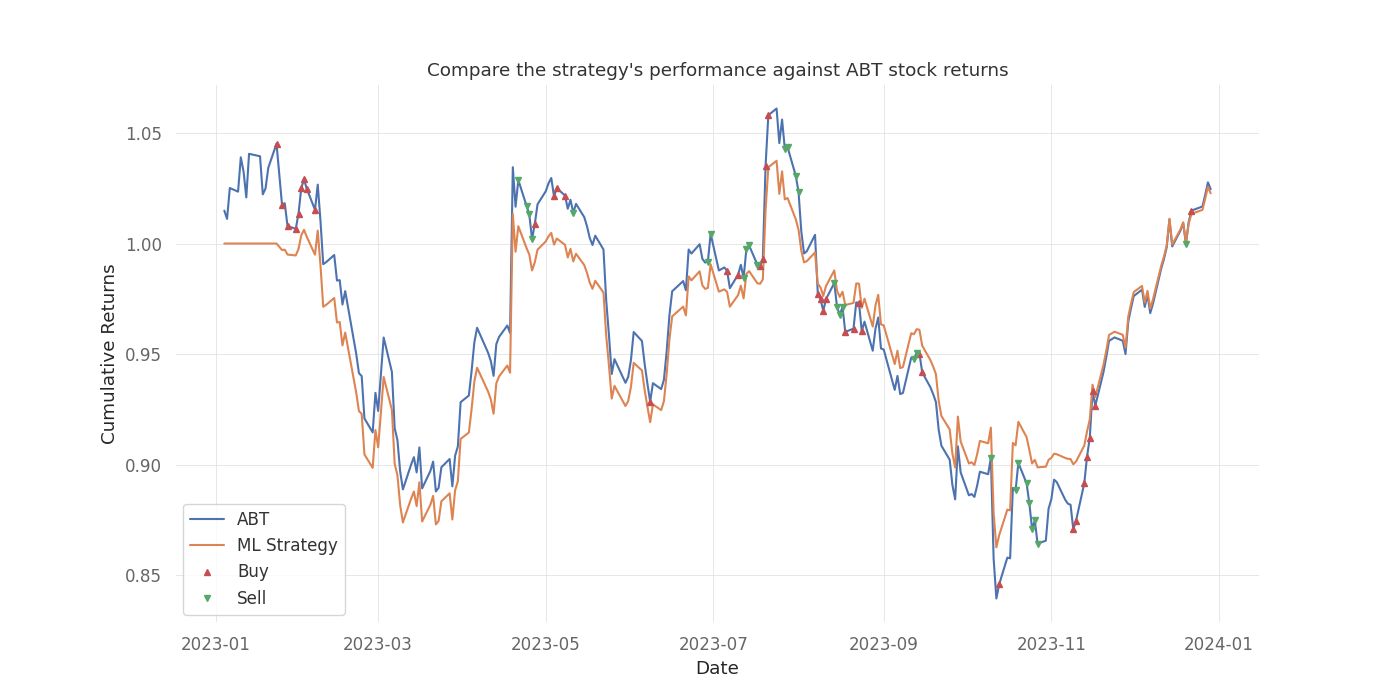 Compare the strategy's performance against ABT stock returns
Cumulative Returns
1.05
1.00
0.95
0.90
0.85
ABT
ML Strategy
Buy
Sell
2023-01 2023-03 2023-05 2023-07 2023-09 2023-11 2024-01
Date